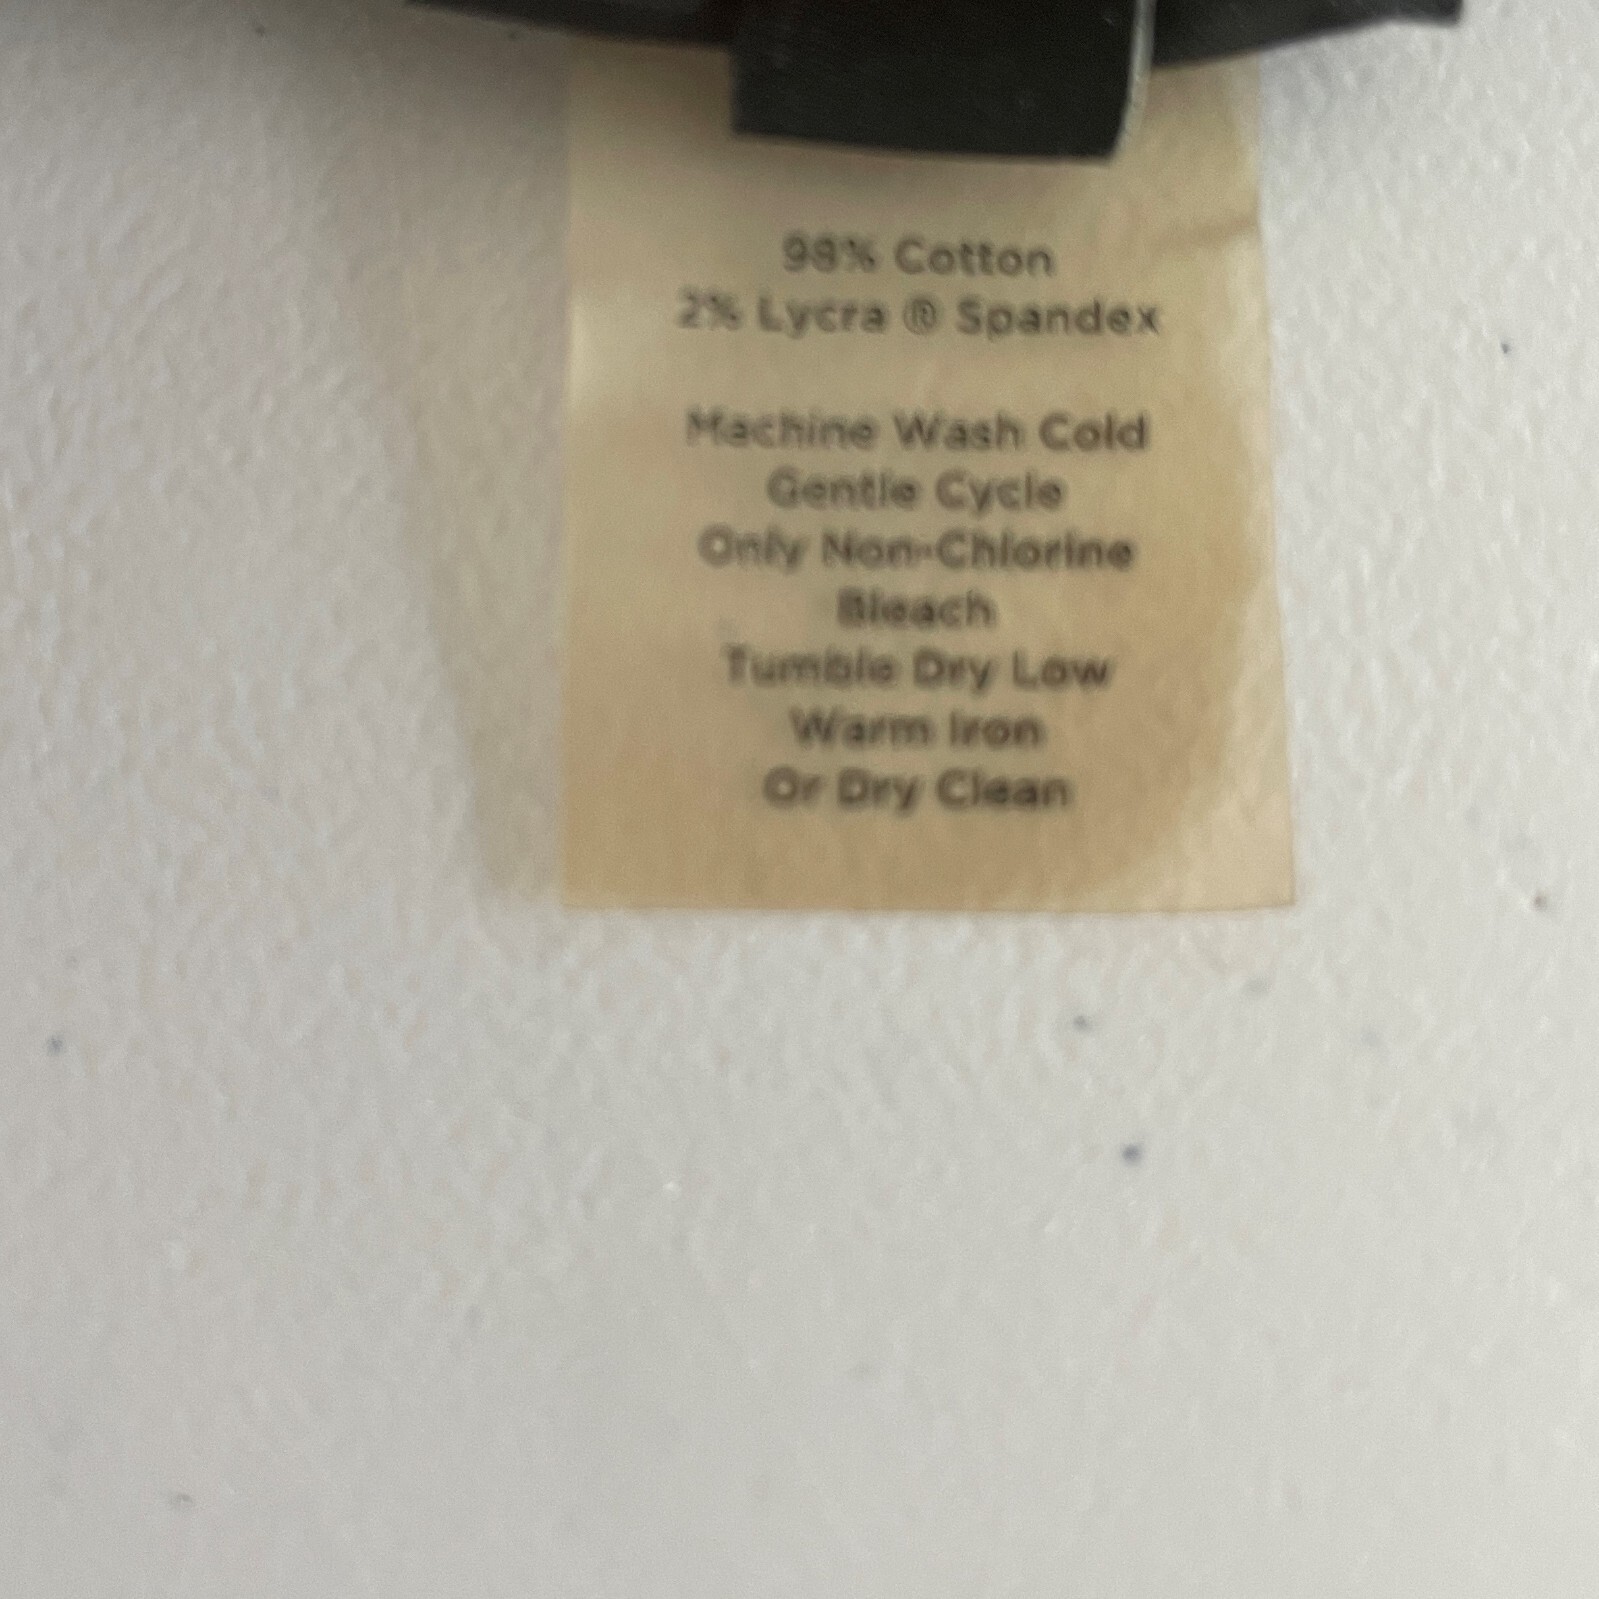 98% Cotton
2% Lycra ® Spandex
Machine Wash Cold
Gentle Cycle
Only Non-Chlorine
Bleach
Tumble Dry Low
Warm Iron
Or Dry Clean